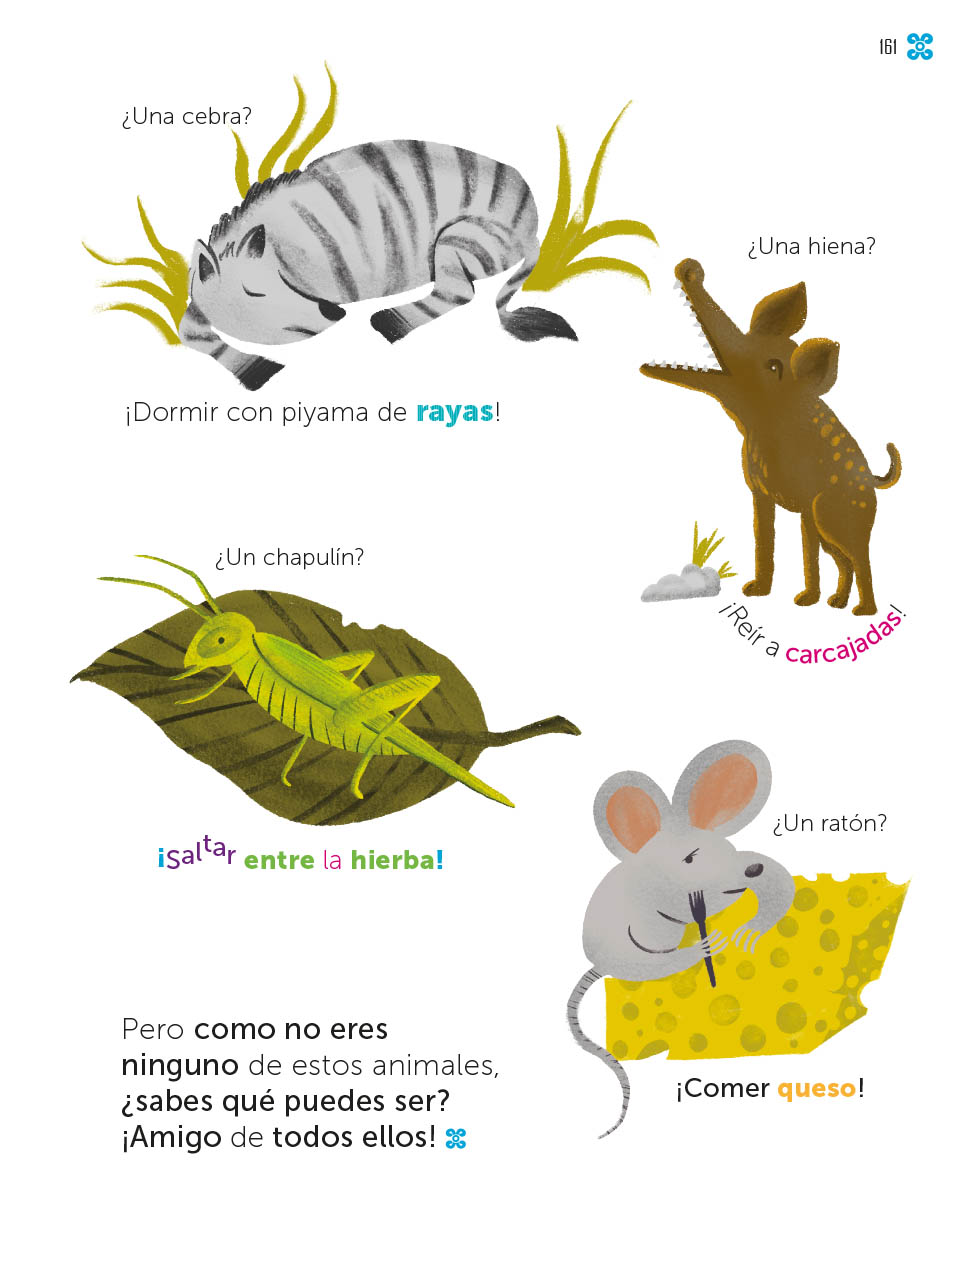 161
¿Una cebra?
¡Dormir con piyama de rayas!
¿Una hiena?
¡Reír a carcajadas!
¿Un chapulín?
¡Saltar entre la hierba!
¿Un ratón?
¡Comer queso!
Pero como no eres
ninguno de estos animales,
¿sabes qué puedes ser?
¡Amigo de todos ellos!